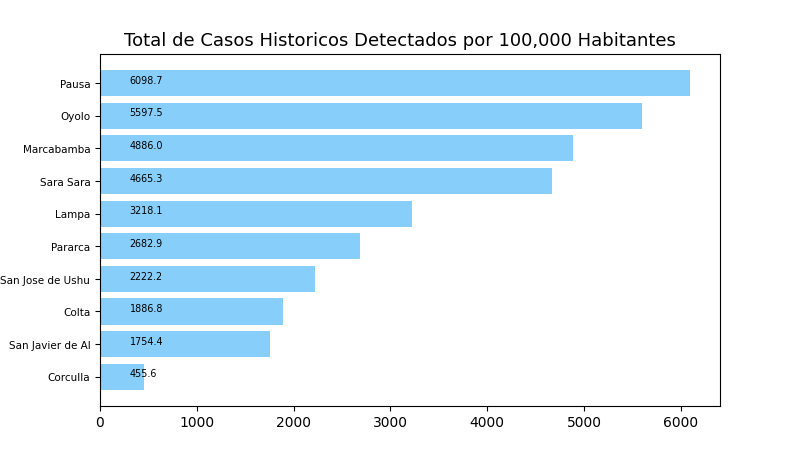 Total de Casos Historicos Detectados por 100,000 Habitantes
Pausa 6098.7
Oyolo 5597.5
Marcabamba 4886.0
Sara Sara 4665.3
Lampa 3218.1
Pararca 2682.9
San Jose de Ushu 2222.2
Colta 1886.8
San Javier de Al 1754.4
Corculla 455.6
0 1000 2000 3000 4000 5000 6000